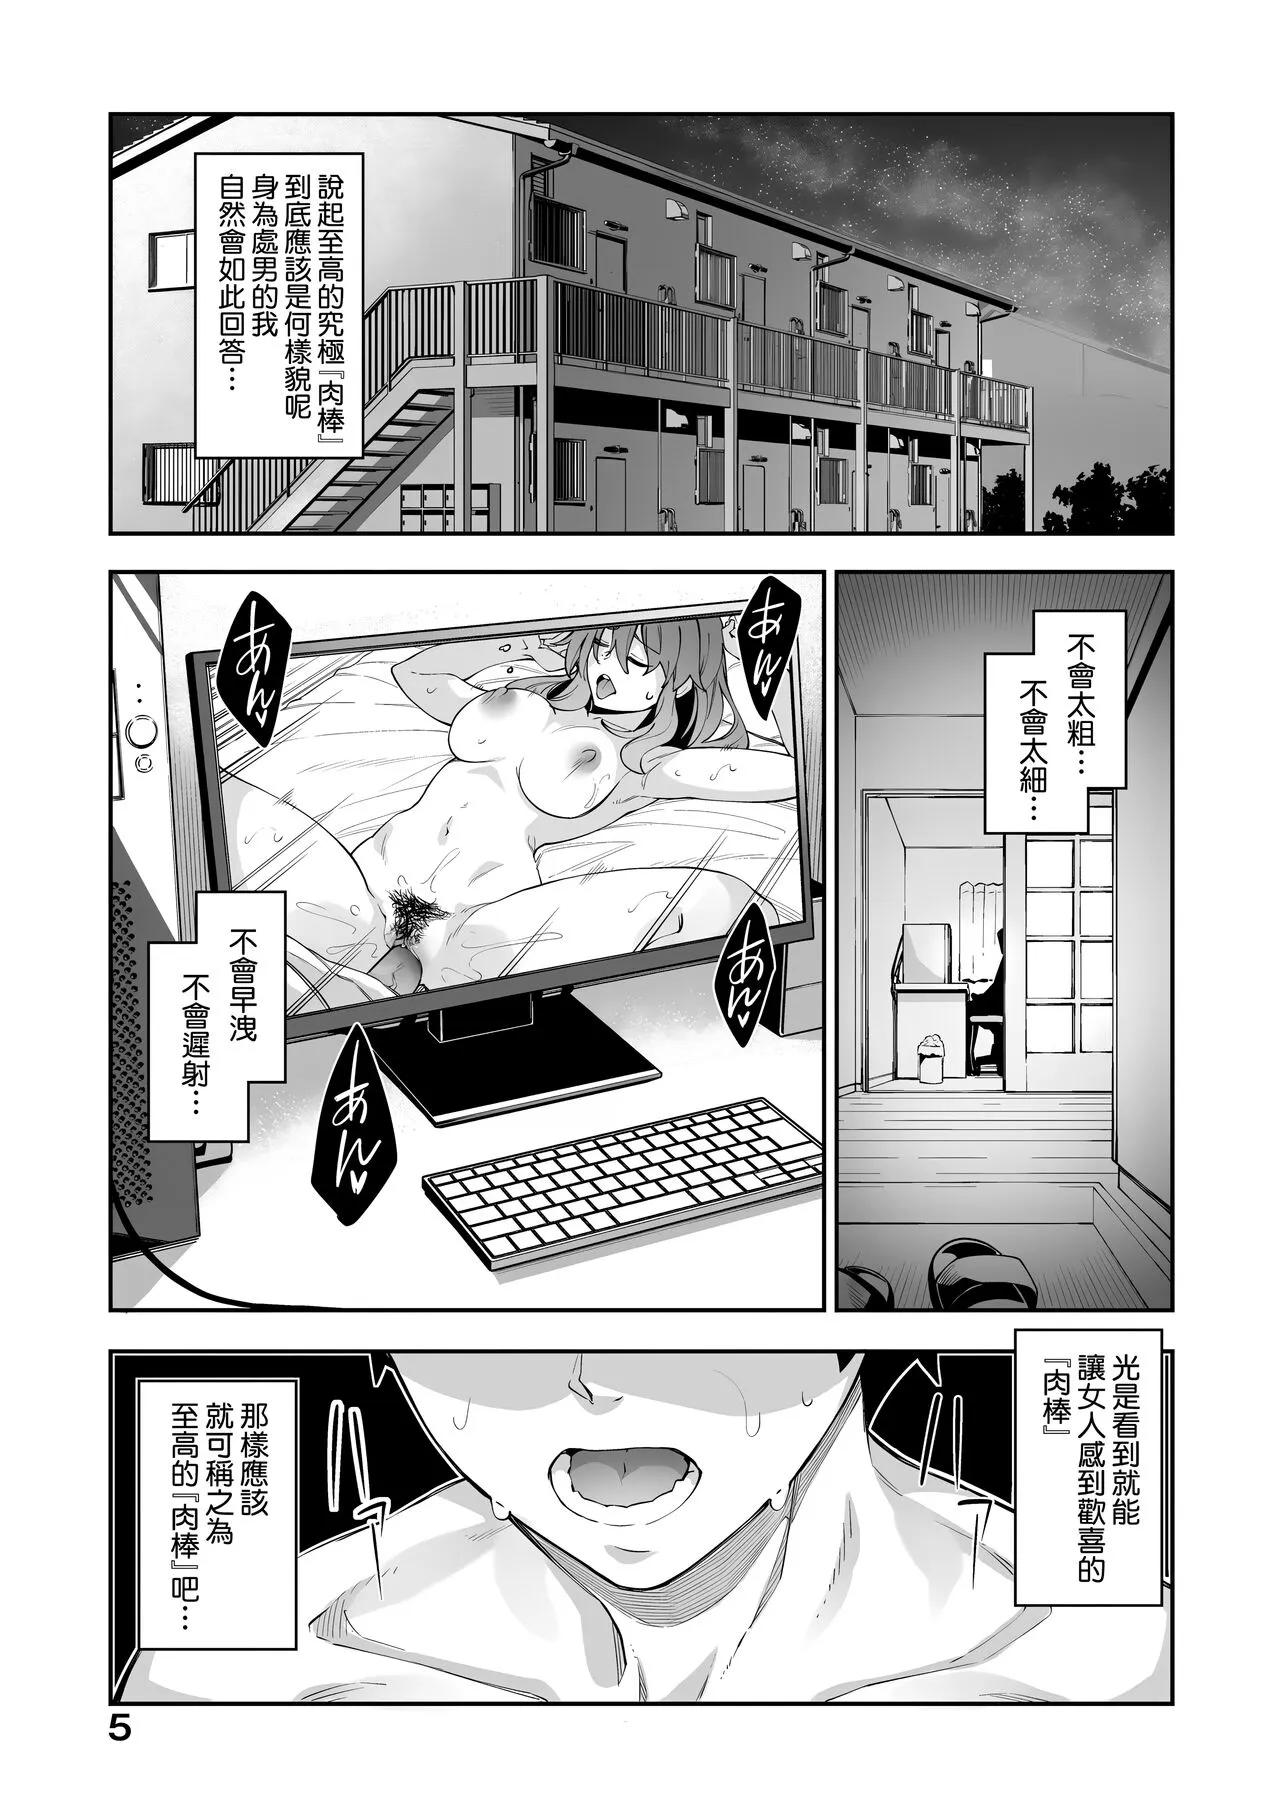 說起至高的究極『肉棒』
到底應該是何樣貌呢
身為處男的我
自然會如此回答…
不會太粗…
不會太細…
あん♥
あん♥
あん♥
あん♥
不會早洩
不會遲射…
光是看到就能
讓女人感到歡喜的
『肉棒』
那樣應該
就可稱之為
至高的『肉棒』吧…
5